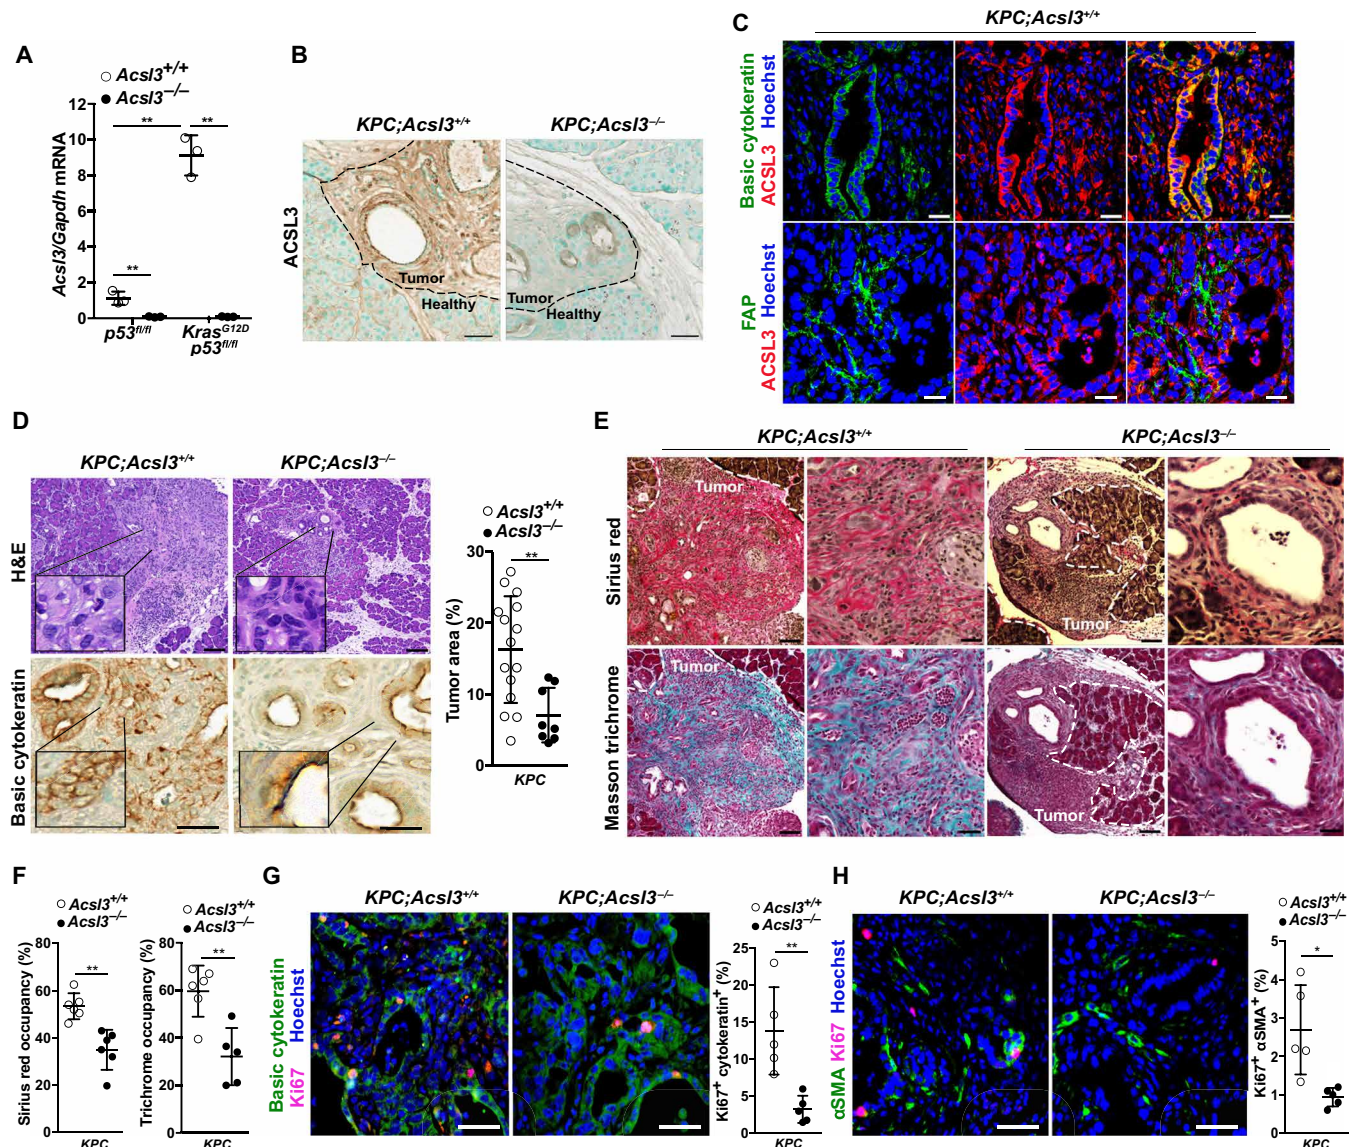 A
Acsl3+/+
Acsl3−/−
Acsl3/Gapdh mRNA
12
10
8
6
4
2
0
**
**
**
p53fl/fl
KrasG12D
p53fl/fl
B
KPC;Acsl3+/+
KPC;Acsl3−/−
ACSL3
Tumor
Healthy
Tumor
Healthy
C
KPC;Acsl3+/+
Basic cytokeratin
ACSL3 Hoechst
FAP
ACSL3 Hoechst
D
KPC;Acsl3+/+
KPC;Acsl3−/−
H&E
Basic cytokeratin
Acsl3+/+
Acsl3−/−
Tumor area (%)
30
20
10
0
**
KPC
E
KPC;Acsl3+/+
KPC;Acsl3−/−
Sirius red
Tumor
Tumor
Masson trichrome
Tumor
Tumor
F
Acsl3+/+
Acsl3−/−
Sirius red occupancy (%)
80
60
40
20
0
**
KPC
Acsl3+/+
Acsl3−/−
Trichrome occupancy (%)
80
60
40
20
0
**
KPC
G
KPC;Acsl3+/+
KPC;Acsl3−/−
Basic cytokeratin
Ki67 Hoechst
Acsl3+/+
Acsl3−/−
Ki67+ cytokeratin+ (%)
25
20
15
10
5
0
**
KPC
H
KPC;Acsl3+/+
KPC;Acsl3−/−
αSMA Ki67 Hoechst
Acsl3+/+
Acsl3−/−
Ki67+ αSMA+ (%)
5
4
3
2
1
0
*
KPC